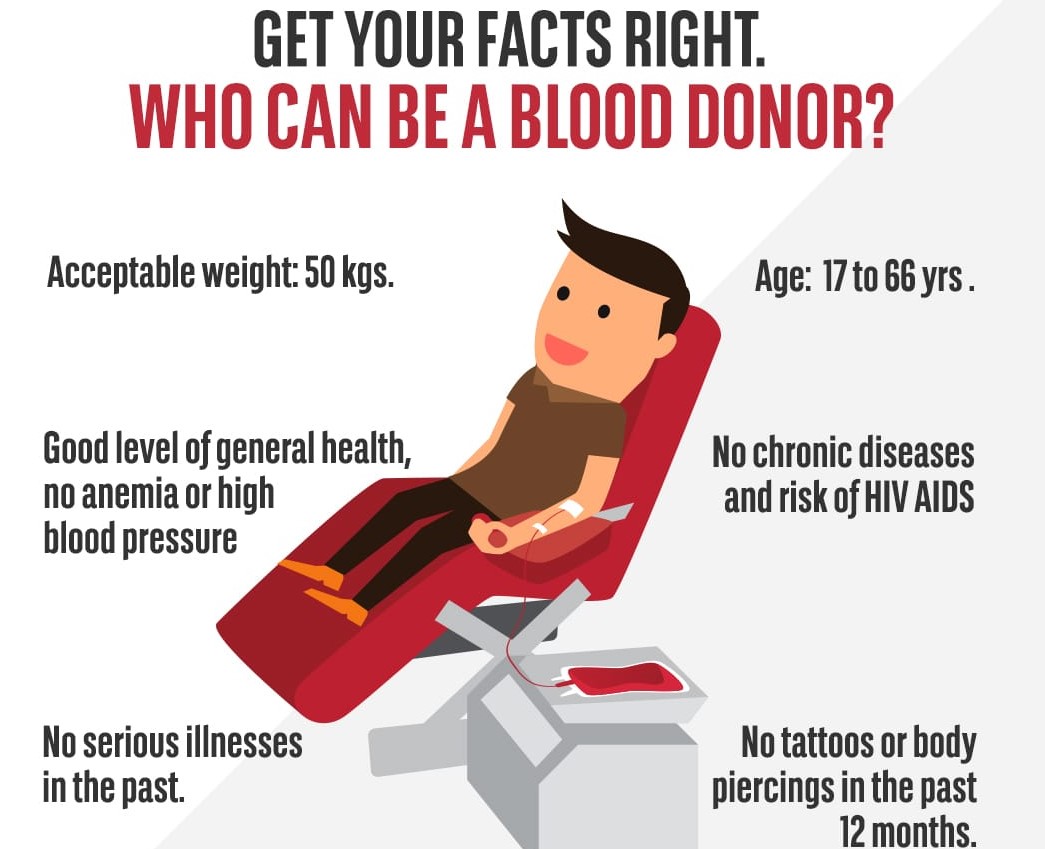 GET YOUR FACTS RIGHT.
WHO CAN BE A BLOOD DONOR?
Acceptable weight: 50 kgs.
Age: 17 to 66 yrs .
Good level of general health,
no anemia or high
blood pressure
No chronic diseases
and risk of HIV AIDS
No serious illnesses
in the past.
No tattoos or body
piercings in the past
12 months.